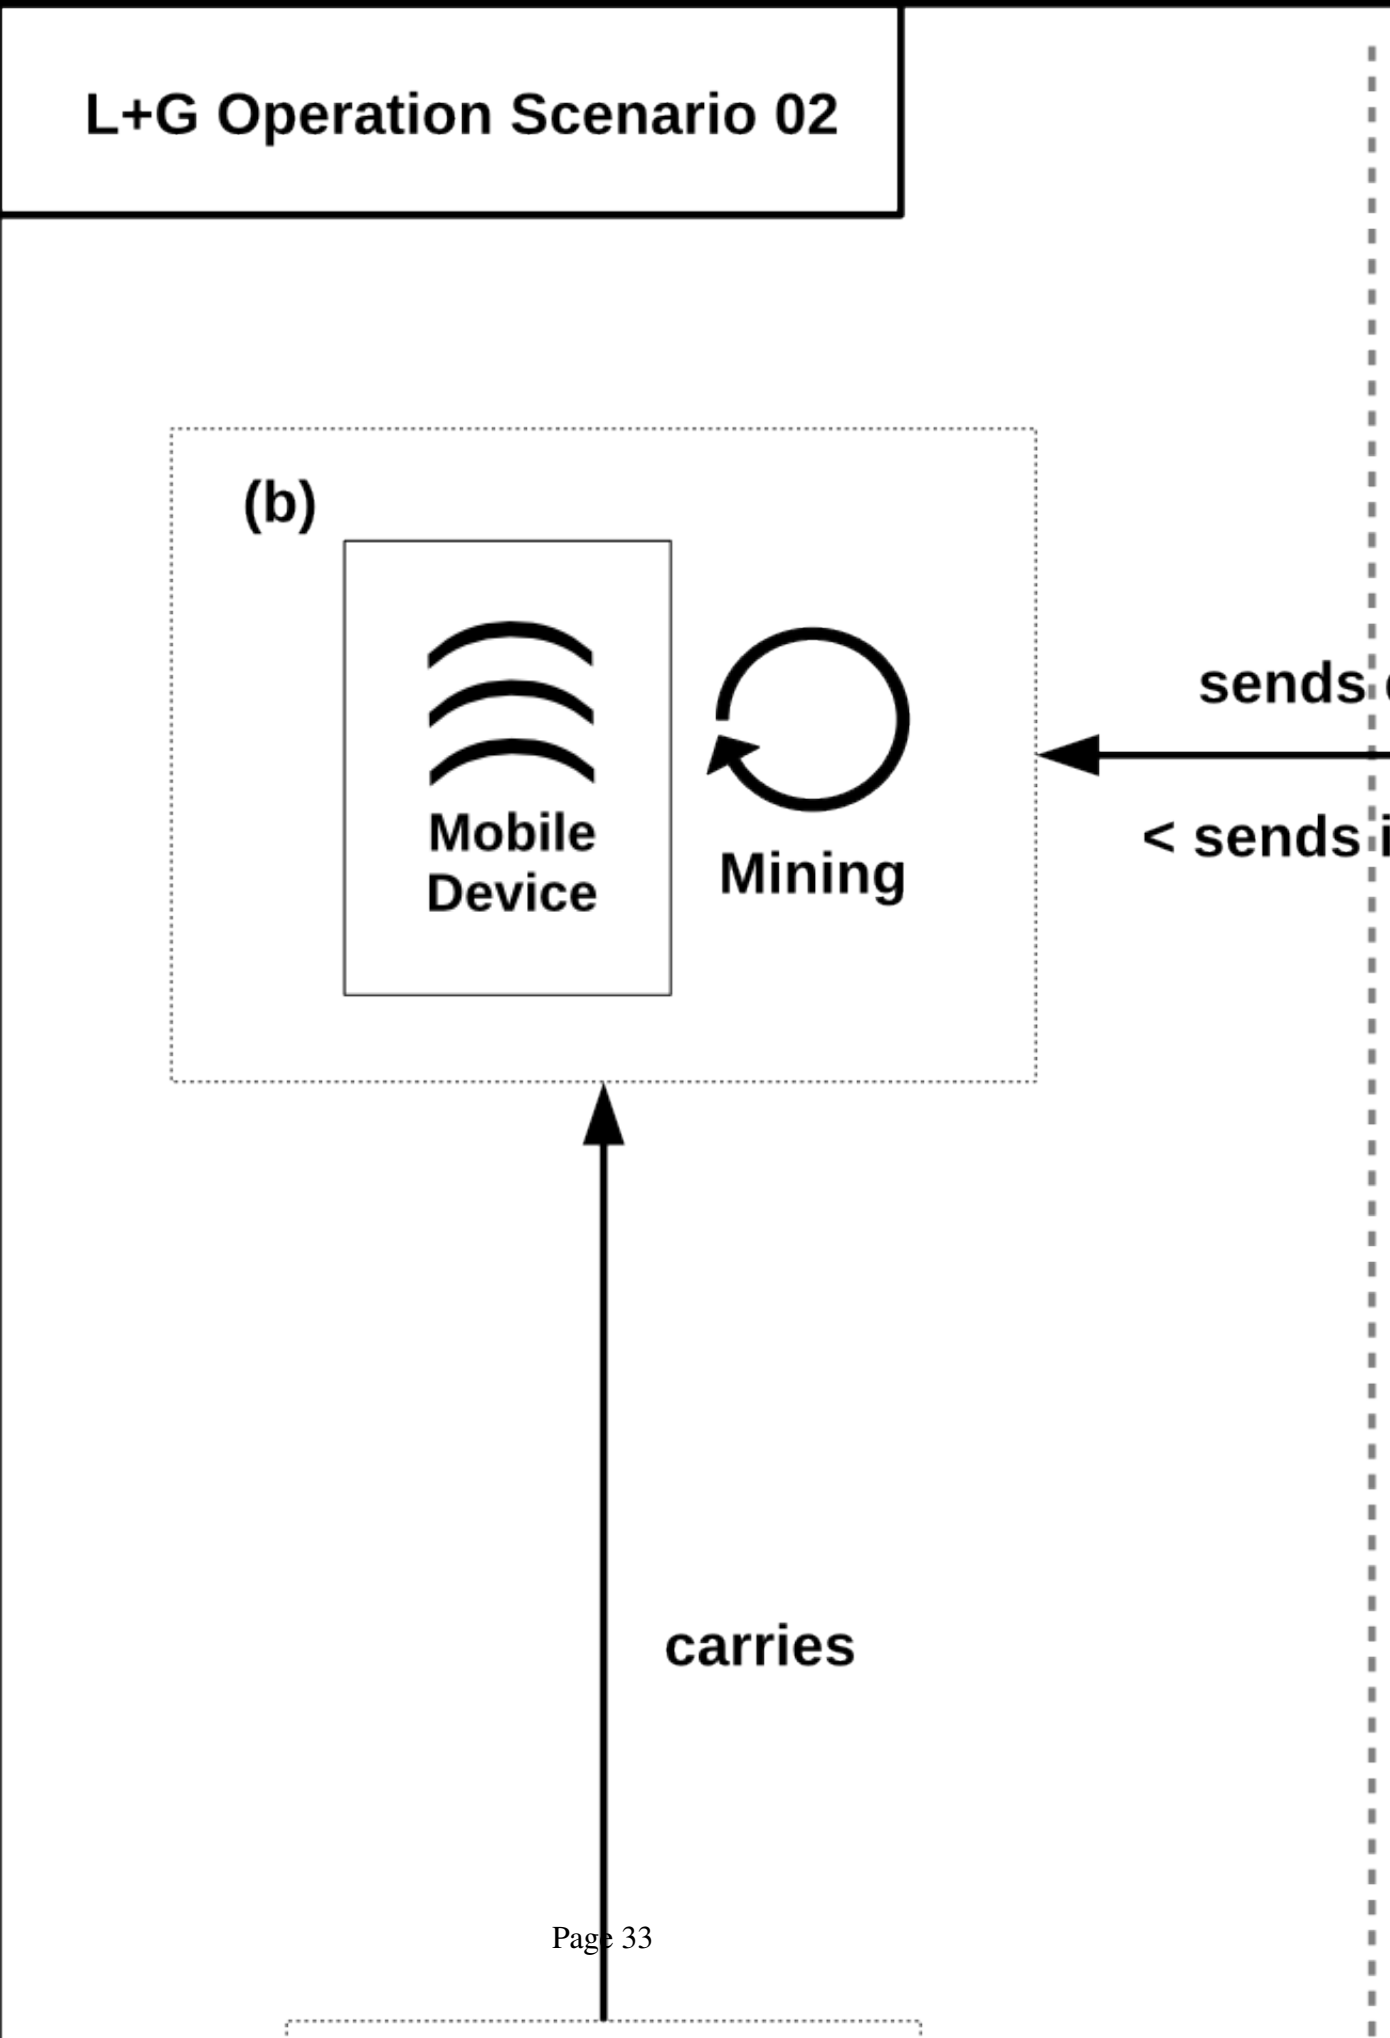 L+G Operation Scenario 02
(b)
Mobile
Device
Mining
sends
< sends
carries
Page 33